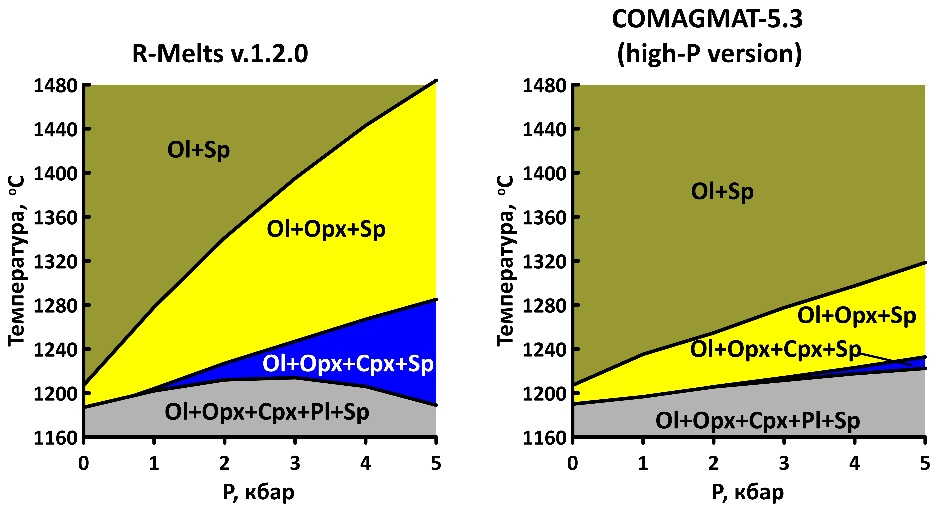 R-Melts v.1.2.0
1480
1440
1400
1360
1320
1280
1240
1200
1160
Температура, °C
Ol+Sp
Ol+Opx+Sp
Ol+Opx+Cpx+Sp
Ol+Opx+Cpx+Pl+Sp
0 1 2 3 4 5
P, кбар
COMAGMAT-5.3
(high-P version)
1480
1440
1400
1360
1320
1280
1240
1200
1160
Температура, °C
Ol+Sp
Ol+Opx+Sp
Ol+Opx+Cpx+Sp
Ol+Opx+Cpx+Pl+Sp
0 1 2 3 4 5
P, кбар